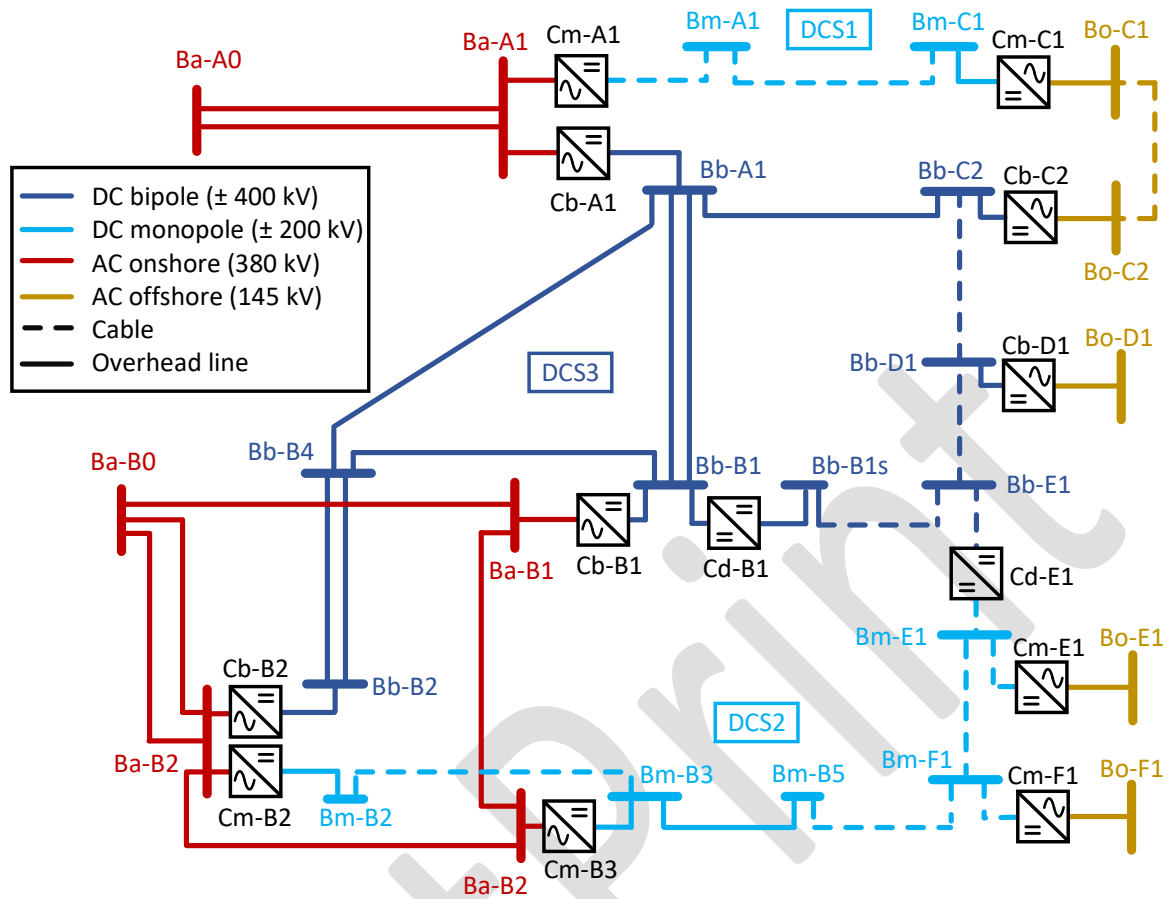 Bm-A1
DCS1
Bm-C1
Cm-A1
Cm-C1
Bo-C1
Ba-A0
Ba-A1
DC bipole (± 400 kV)
DC monopole (± 200 kV)
AC onshore (380 kV)
AC offshore (145 kV)
Cable
Overhead line
Cb-A1
Bb-A1
Bb-C2
Cb-C2
Bo-C2
DCS3
Bb-D1
Cb-D1
Bo-D1
Ba-B0
Bb-B4
Bb-B1
Bb-B1s
Bb-E1
Ba-B1
Cb-B1
Cd-B1
Cd-E1
Bm-E1
Cm-E1
Bo-E1
Cb-B2
Bb-B2
DCS2
Ba-B2
Cm-B2
Bm-B2
Bm-B3
Bm-B5
Bm-F1
Cm-F1
Bo-F1
Cm-B3
Ba-B2
tPrint